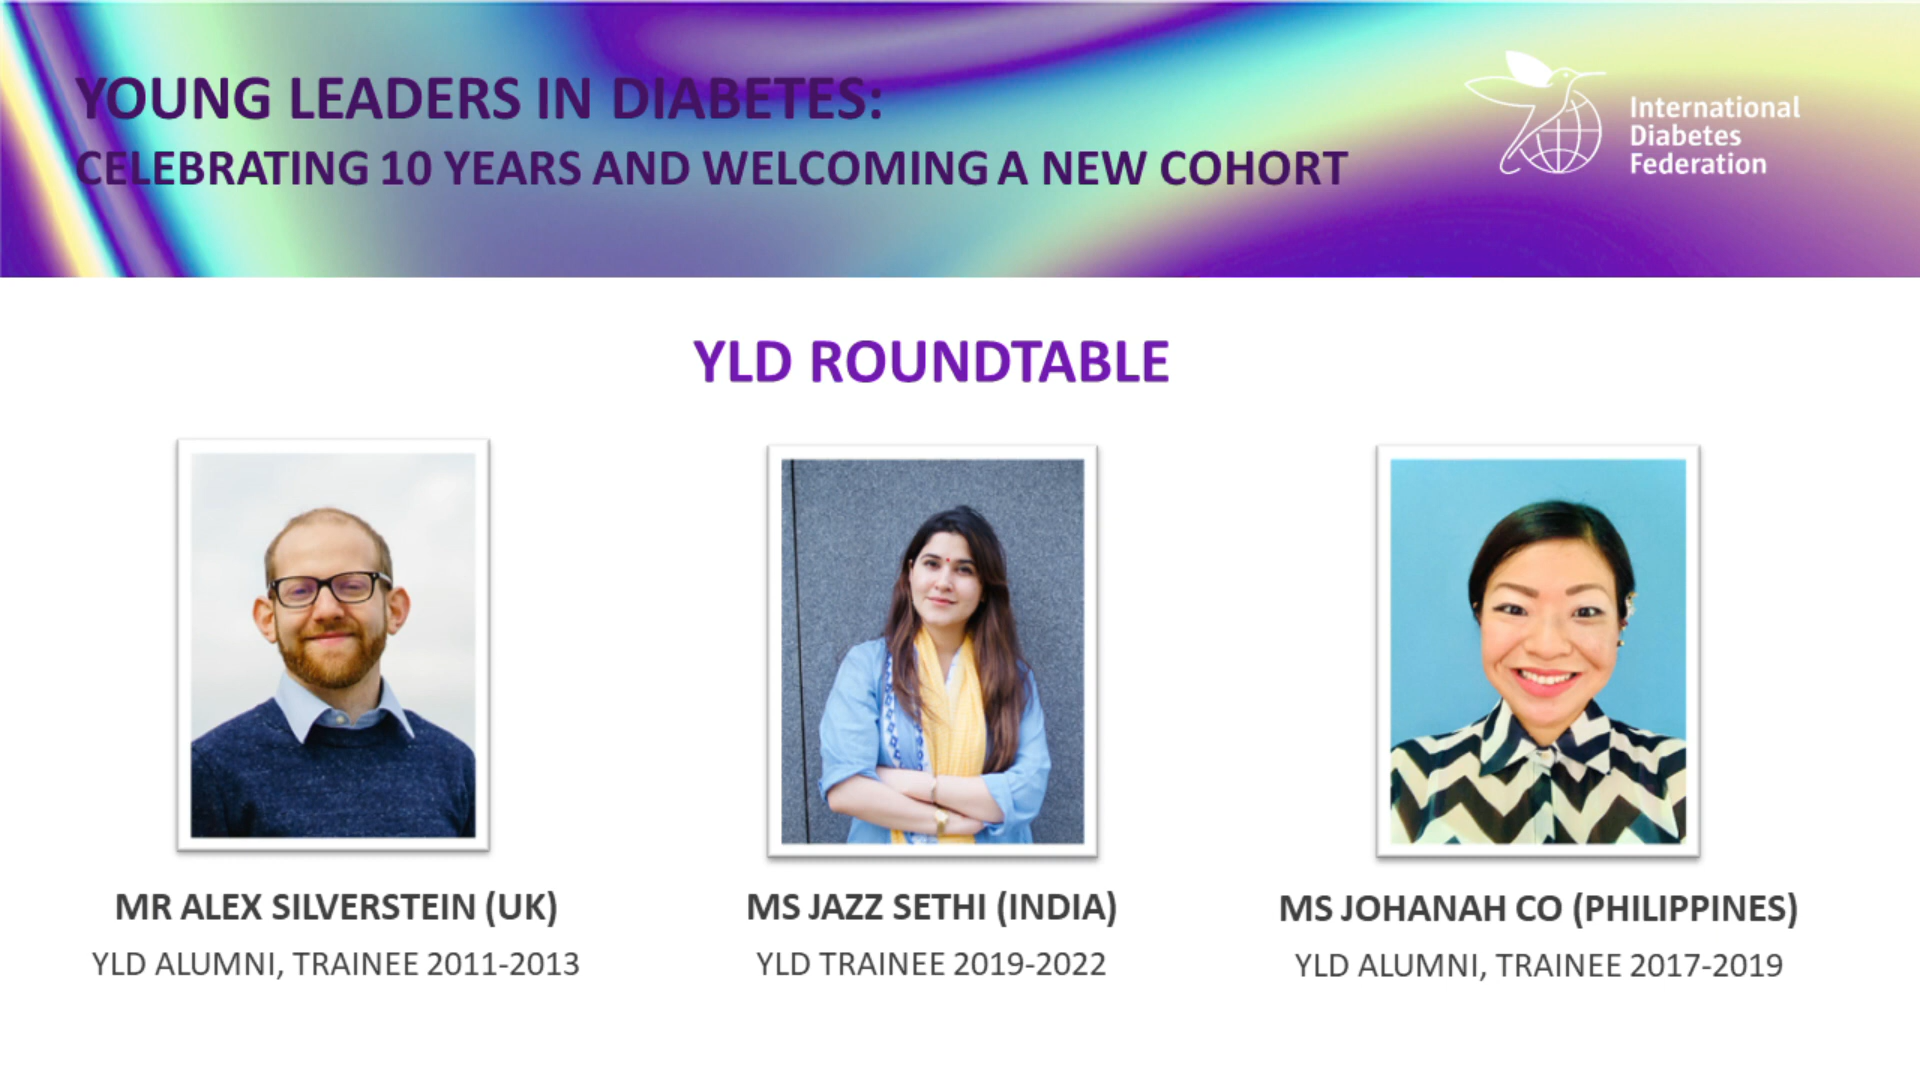 YOUNG LEADERS IN DIABETES:
CELEBRATING 10 YEARS AND WELCOMING A NEW COHORT
International
Diabetes
Federation
YLD ROUNDTABLE
MR ALEX SILVERSTEIN (UK)
YLD ALUMNI, TRAINEE 2011-2013
MS JAZZ SETHI (INDIA)
YLD TRAINEE 2019-2022
MS JOHANAH CO (PHILIPPINES)
YLD ALUMNI, TRAINEE 2017-2019